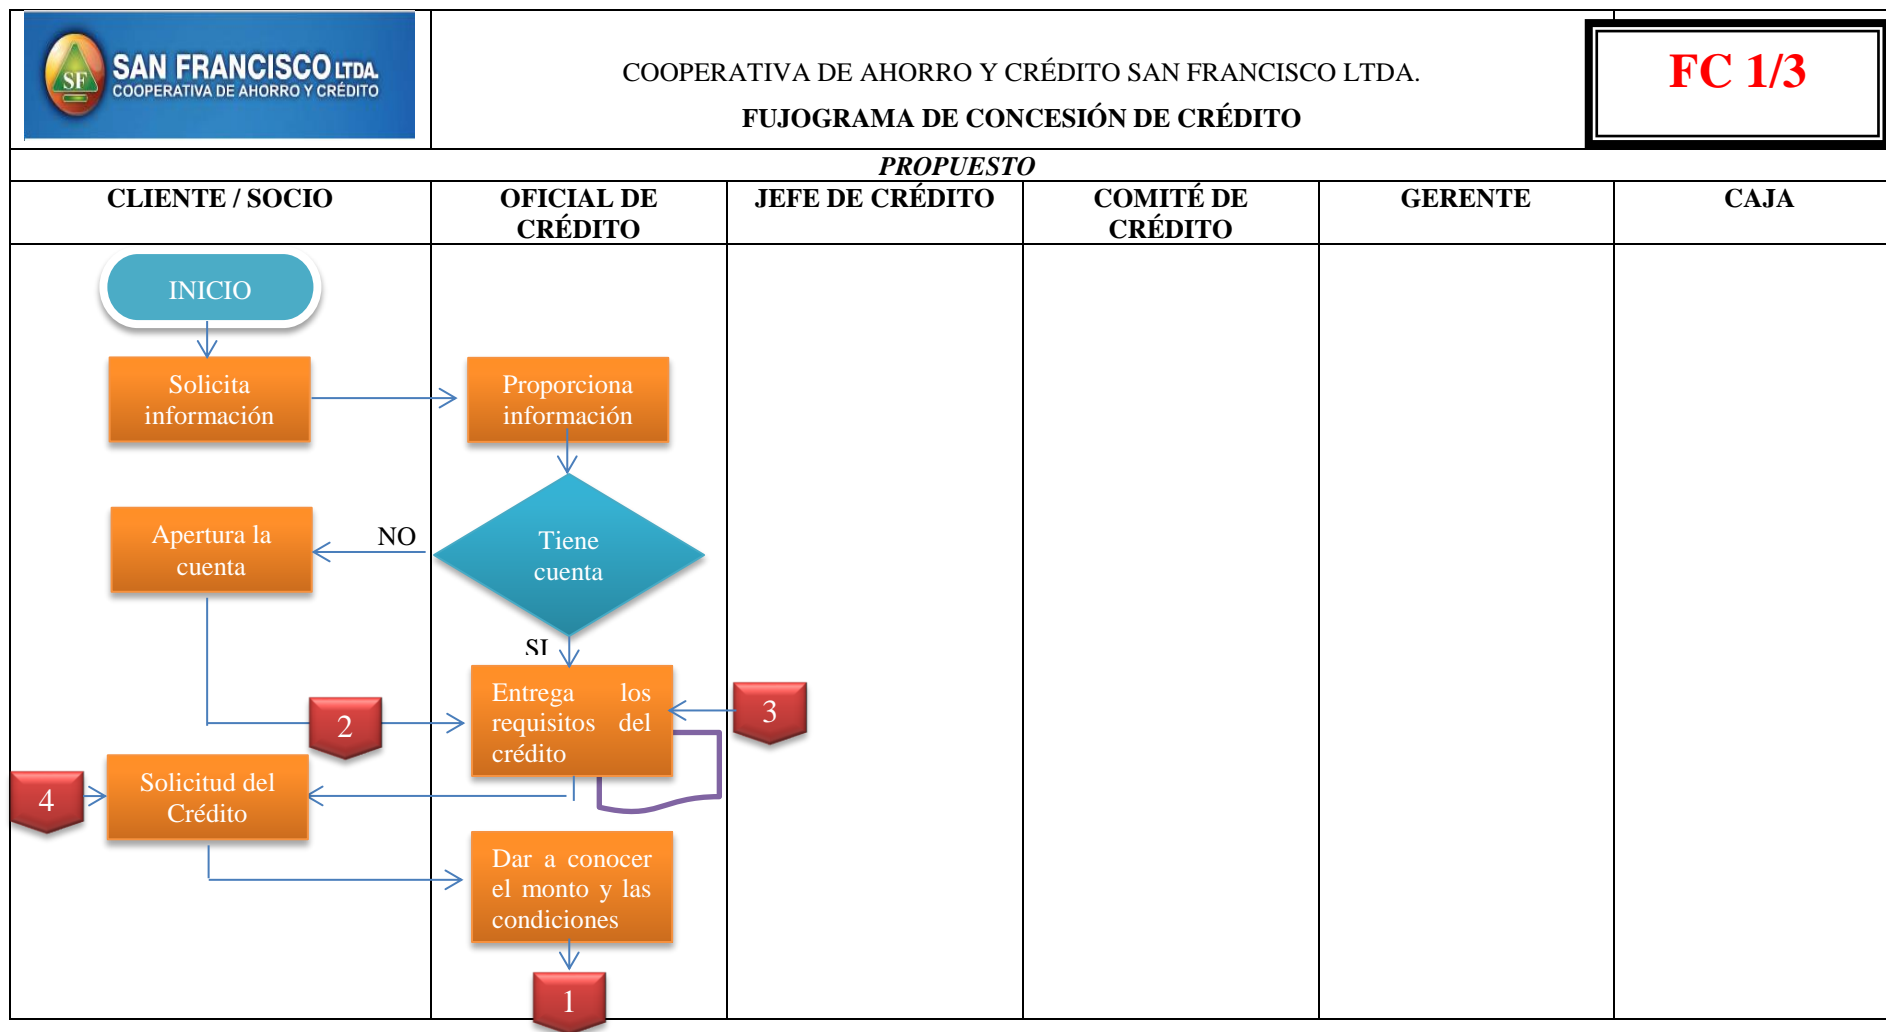 SF
SAN FRANCISCO LTDA.
COOPERATIVA DE AHORRO Y CRÉDITO
COOPERATIVA DE AHORRO Y CRÉDITO SAN FRANCISCO LTDA.
FUJOGRAMA DE CONCESIÓN DE CRÉDITO
FC 1/3
PROPUESTO
CLIENTE / SOCIO
OFICIAL DE
CRÉDITO
JEFE DE CRÉDITO
COMITÉ DE
CRÉDITO
GERENTE
CAJA
INICIO
Solicita
información
Proporciona
información
Tiene
cuenta
NO
Apertura la
cuenta
SI
Entrega los
requisitos del
crédito
2
3
4
Solicitud del
Crédito
Dar a conocer
el monto y las
condiciones
1